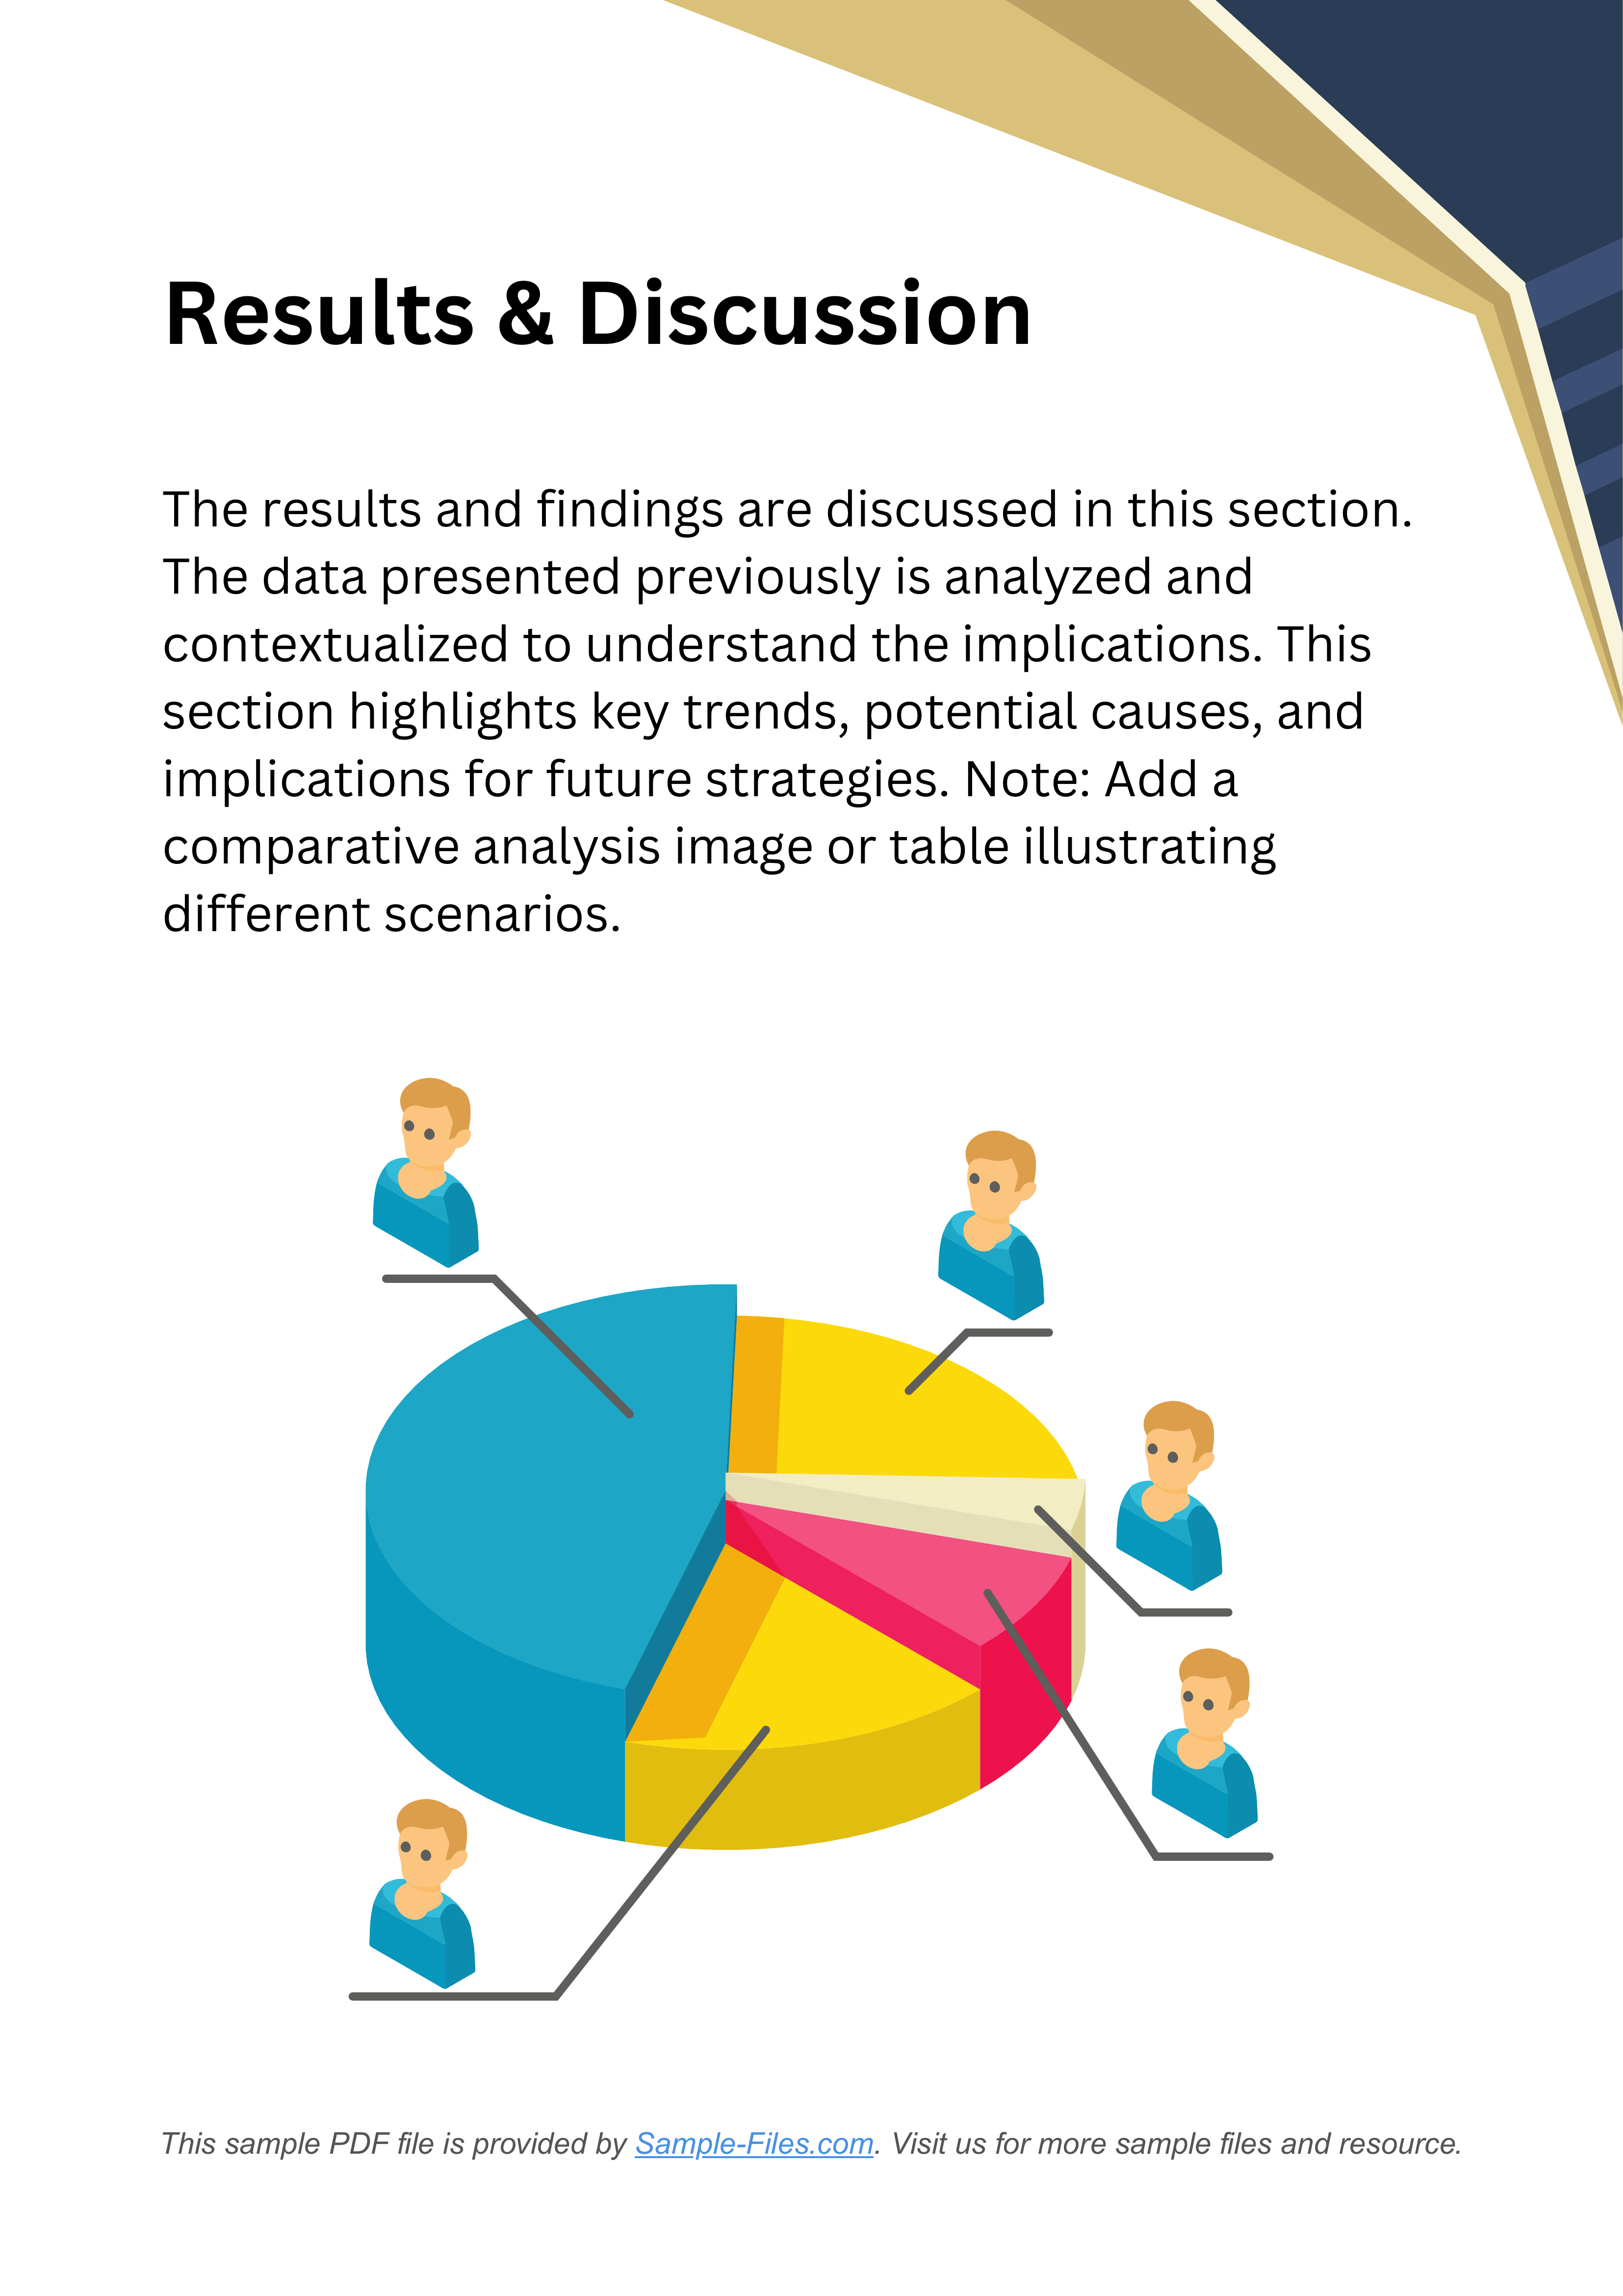 Results & Discussion
The results and findings are discussed in this section.
The data presented previously is analyzed and
contextualized to understand the implications. This
section highlights key trends, potential causes, and
implications for future strategies. Note: Add a
comparative analysis image or table illustrating
different scenarios.
This sample PDF file is provided by Sample-Files.com. Visit us for more sample files and resource.